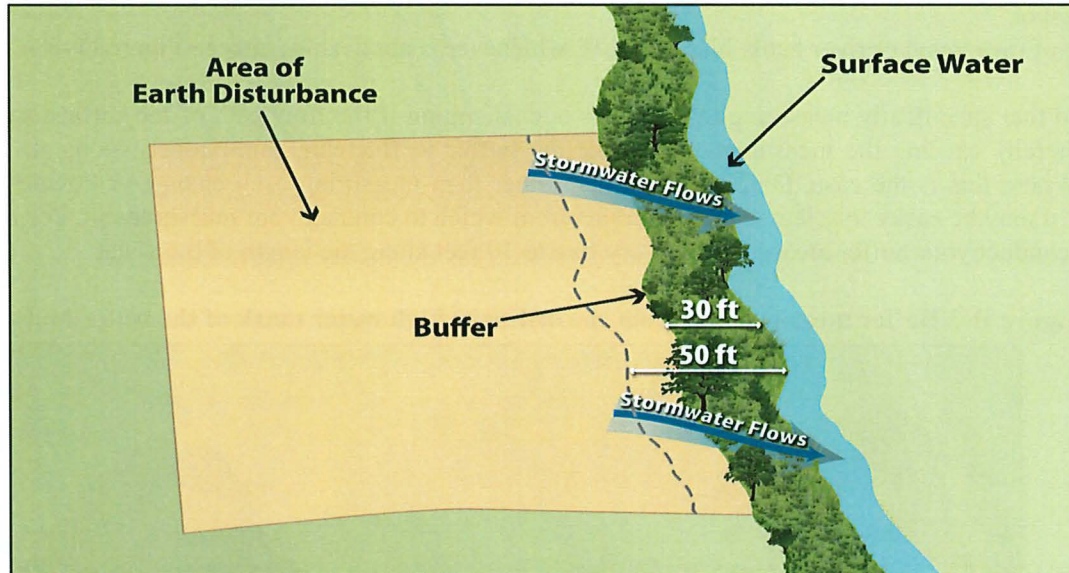 Area of
Earth Disturbance
Surface Water
Stormwater Flows
Buffer
30 ft
50 ft
Stormwater Flows